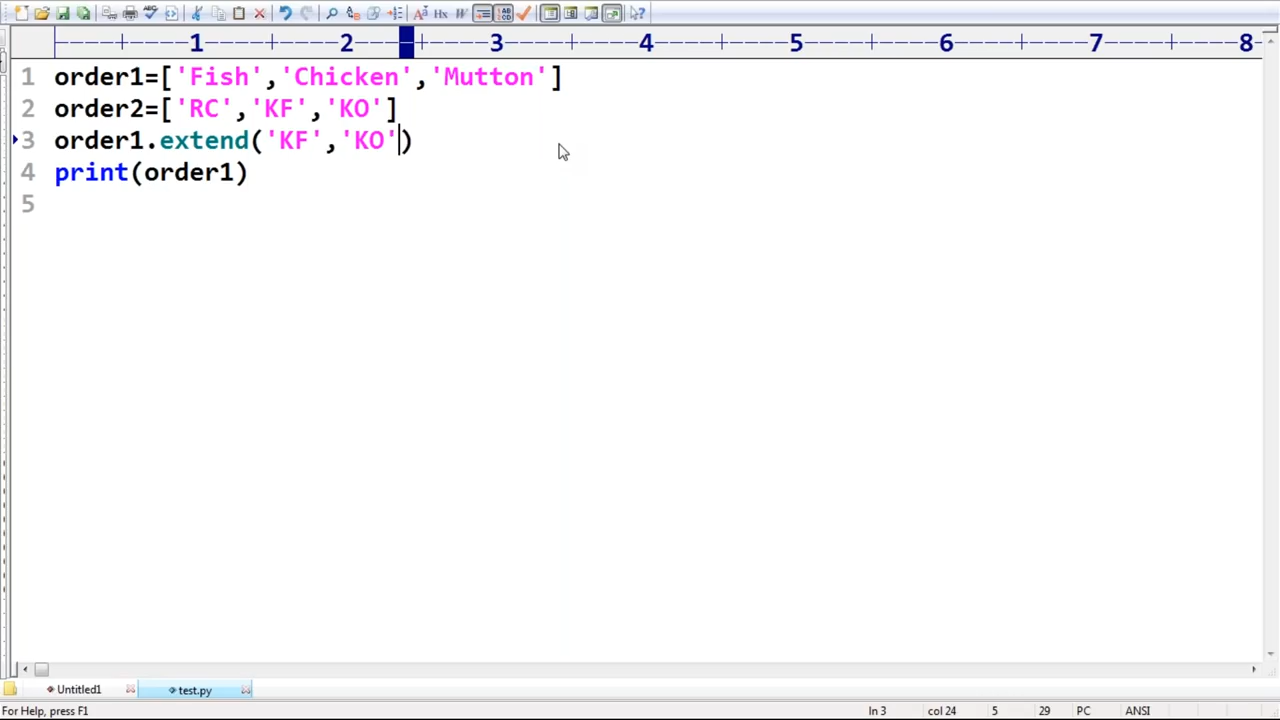 1 2 3 4 5 6 7 8
1 order1=['Fish','Chicken','Mutton']
2 order2=['RC','KF','KO']
3 order1.extend('KF','KO')
4 print(order1)
5
Untitled1 test.py
For Help, press F1 ln 3 col 24 5 29 PC ANSI